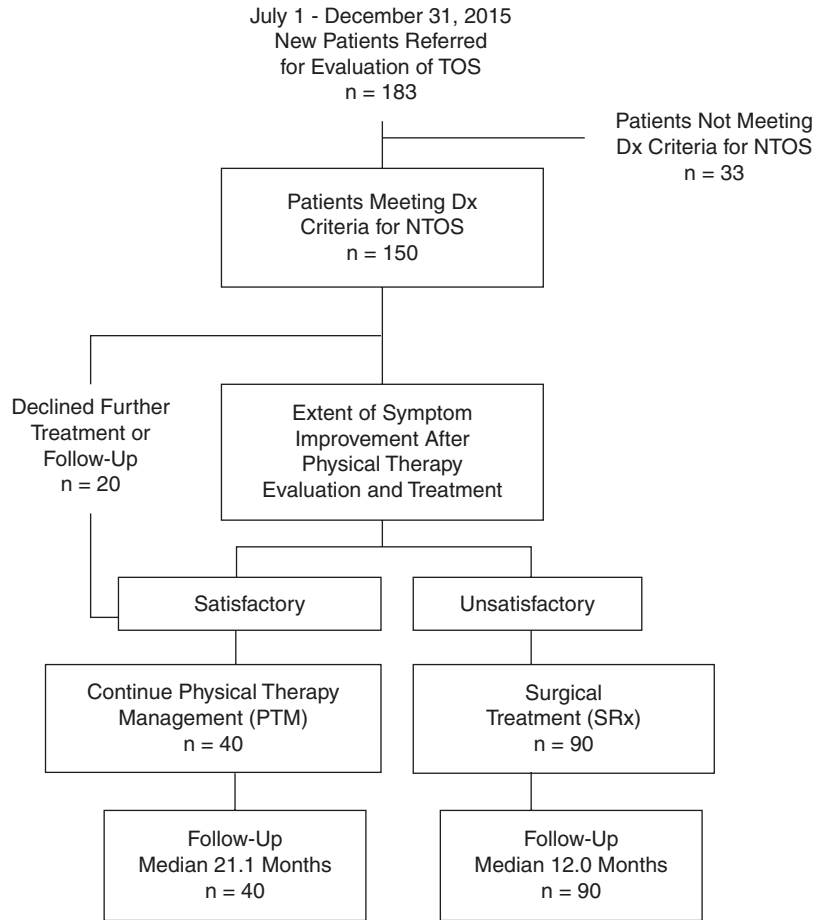 July 1 - December 31, 2015
New Patients Referred
for Evaluation of TOS
n = 183
Patients Not Meeting
Dx Criteria for NTOS
n = 33
Patients Meeting Dx
Criteria for NTOS
n = 150
Declined Further
Treatment or
Follow-Up
n = 20
Extent of Symptom
Improvement After
Physical Therapy
Evaluation and Treatment
Satisfactory
Unsatisfactory
Continue Physical Therapy
Management (PTM)
n = 40
Surgical
Treatment (SRx)
n = 90
Follow-Up
Median 21.1 Months
n = 40
Follow-Up
Median 12.0 Months
n = 90